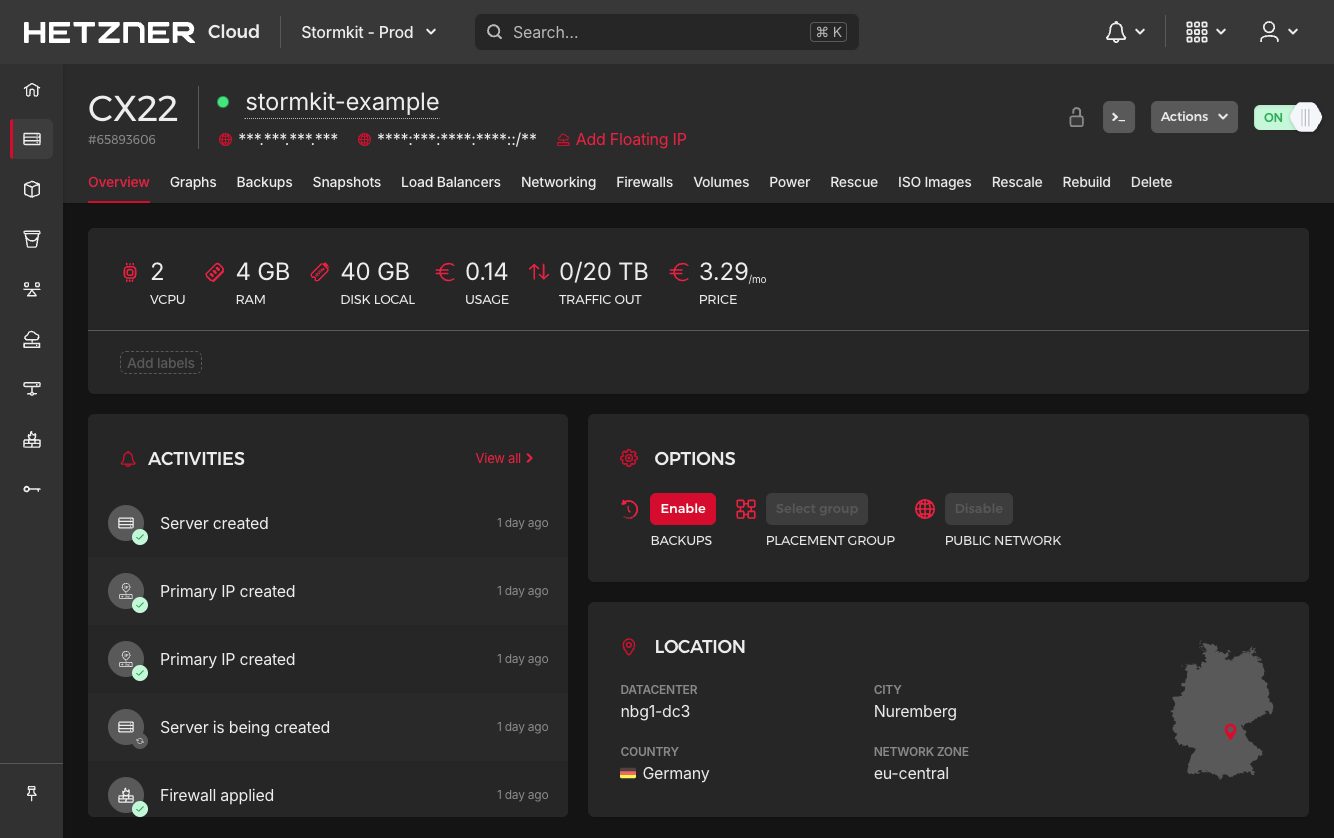 HETZNER Cloud Stormkit - Prod Search... ⌘ K
CX22
#65893606
stormkit-example
***.***.***.*** ****:***:****:****::/** Add Floating IP
>_ Actions ON
Overview Graphs Backups Snapshots Load Balancers Networking Firewalls Volumes Power Rescue ISO Images Rescale Rebuild Delete
2 4 GB 40 GB € 0.14 0/20 TB € 3.29/mo
VCPU RAM DISK LOCAL USAGE TRAFFIC OUT PRICE
Add labels
ACTIVITIES View all
Server created 1 day ago
Primary IP created 1 day ago
Primary IP created 1 day ago
Server is being created 1 day ago
Firewall applied 1 day ago
OPTIONS
Enable Select group Disable
BACKUPS PLACEMENT GROUP PUBLIC NETWORK
LOCATION
DATACENTER CITY
nbg1-dc3 Nuremberg
COUNTRY NETWORK ZONE
Germany eu-central